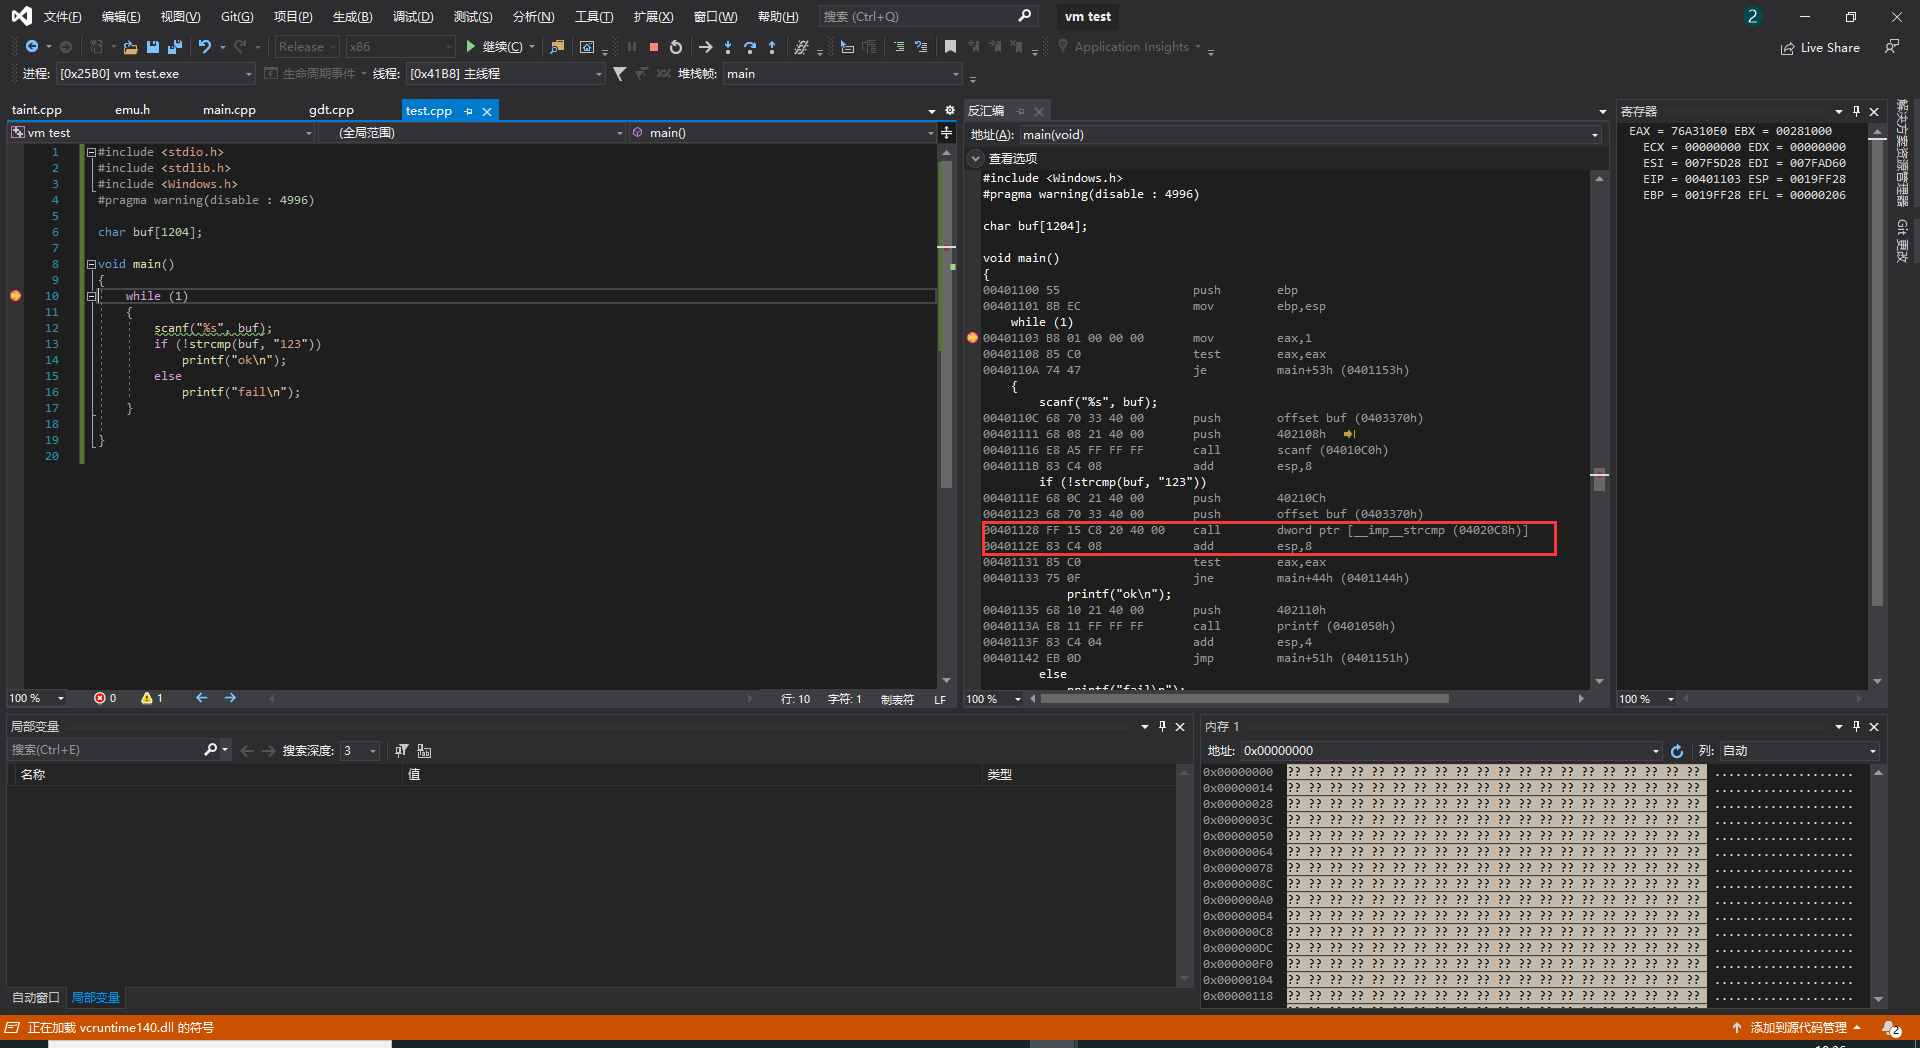 文件(F) 编辑(E) 视图(V) Git(G) 项目(P) 生成(B) 调试(D) 测试(S) 分析(N) 工具(T) 扩展(X) 窗口(W) 帮助(H) 搜索 (Ctrl+Q) vm test 2
Release x86 继续(C) Application Insights Live Share
进程: [0x25B0] vm test.exe 生命周期事件 线程: [0x41B8] 主线程 堆栈帧: main
taint.cpp emu.h main.cpp gdt.cpp test.cpp
vm test (全局范围) main()
1 #include <stdio.h>
2 #include <stdlib.h>
3 #include <Windows.h>
4 #pragma warning(disable : 4996)
5
6 char buf[1204];
7
8 void main()
9 {
10 while (1)
11 {
12 scanf("%s", buf);
13 if (!strcmp(buf, "123"))
14 printf("ok\n");
15 else
16 printf("fail\n");
17 }
18
19 }
20
100 % 0 1 行: 10 字符: 1 制表符 LF
反汇编
地址(A): main(void)
查看选项
#include <Windows.h>
#pragma warning(disable : 4996)
char buf[1204];
void main()
{
00401100 55 push ebp
00401101 8B EC mov ebp,esp
while (1)
00401103 B8 01 00 00 00 mov eax,1
00401108 85 C0 test eax,eax
0040110A 74 47 je main+53h (0401153h)
{
scanf("%s", buf);
0040110C 68 70 33 40 00 push offset buf (0403370h)
00401111 68 08 21 40 00 push 402108h
00401116 E8 A5 FF FF FF call scanf (04010C0h)
0040111B 83 C4 08 add esp,8
if (!strcmp(buf, "123"))
0040111E 68 0C 21 40 00 push 40210Ch
00401123 68 70 33 40 00 push offset buf (0403370h)
00401128 FF 15 C8 20 40 00 call dword ptr [__imp__strcmp (04020C8h)]
0040112E 83 C4 08 add esp,8
00401131 85 C0 test eax,eax
00401133 75 0F jne main+44h (0401144h)
printf("ok\n");
00401135 68 10 21 40 00 push 402110h
0040113A E8 11 FF FF FF call printf (0401050h)
0040113F 83 C4 04 add esp,4
00401142 EB 0D jmp main+51h (0401151h)
else
printf("fail\n");
100 %
寄存器
EAX = 76A310E0 EBX = 00281000
ECX = 00000000 EDX = 00000000
ESI = 007F5D28 EDI = 007FAD60
EIP = 00401103 ESP = 0019FF28
EBP = 0019FF28 EFL = 00000206
100 %
解决方案资源管理器
Git 更改
局部变量
搜索(Ctrl+E) 搜索深度: 3
名称 值 类型
自动窗口 局部变量
内存 1
地址: 0x00000000 列: 自动
0x00000000 ?? ?? ?? ?? ?? ?? ?? ?? ?? ?? ?? ?? ?? ?? ?? ?? ?? ?? ?? ?? ....................
0x00000014 ?? ?? ?? ?? ?? ?? ?? ?? ?? ?? ?? ?? ?? ?? ?? ?? ?? ?? ?? ?? ....................
0x00000028 ?? ?? ?? ?? ?? ?? ?? ?? ?? ?? ?? ?? ?? ?? ?? ?? ?? ?? ?? ?? ....................
0x0000003C ?? ?? ?? ?? ?? ?? ?? ?? ?? ?? ?? ?? ?? ?? ?? ?? ?? ?? ?? ?? ....................
0x00000050 ?? ?? ?? ?? ?? ?? ?? ?? ?? ?? ?? ?? ?? ?? ?? ?? ?? ?? ?? ?? ....................
0x00000064 ?? ?? ?? ?? ?? ?? ?? ?? ?? ?? ?? ?? ?? ?? ?? ?? ?? ?? ?? ?? ....................
0x00000078 ?? ?? ?? ?? ?? ?? ?? ?? ?? ?? ?? ?? ?? ?? ?? ?? ?? ?? ?? ?? ....................
0x0000008C ?? ?? ?? ?? ?? ?? ?? ?? ?? ?? ?? ?? ?? ?? ?? ?? ?? ?? ?? ?? ....................
0x000000A0 ?? ?? ?? ?? ?? ?? ?? ?? ?? ?? ?? ?? ?? ?? ?? ?? ?? ?? ?? ?? ....................
0x000000B4 ?? ?? ?? ?? ?? ?? ?? ?? ?? ?? ?? ?? ?? ?? ?? ?? ?? ?? ?? ?? ....................
0x000000C8 ?? ?? ?? ?? ?? ?? ?? ?? ?? ?? ?? ?? ?? ?? ?? ?? ?? ?? ?? ?? ....................
0x000000DC ?? ?? ?? ?? ?? ?? ?? ?? ?? ?? ?? ?? ?? ?? ?? ?? ?? ?? ?? ?? ....................
0x000000F0 ?? ?? ?? ?? ?? ?? ?? ?? ?? ?? ?? ?? ?? ?? ?? ?? ?? ?? ?? ?? ....................
0x00000104 ?? ?? ?? ?? ?? ?? ?? ?? ?? ?? ?? ?? ?? ?? ?? ?? ?? ?? ?? ?? ....................
0x00000118 ?? ?? ?? ?? ?? ?? ?? ?? ?? ?? ?? ?? ?? ?? ?? ?? ?? ?? ?? ?? ....................
正在加载 vcruntime140.dll 的符号 添加到源代码管理 2